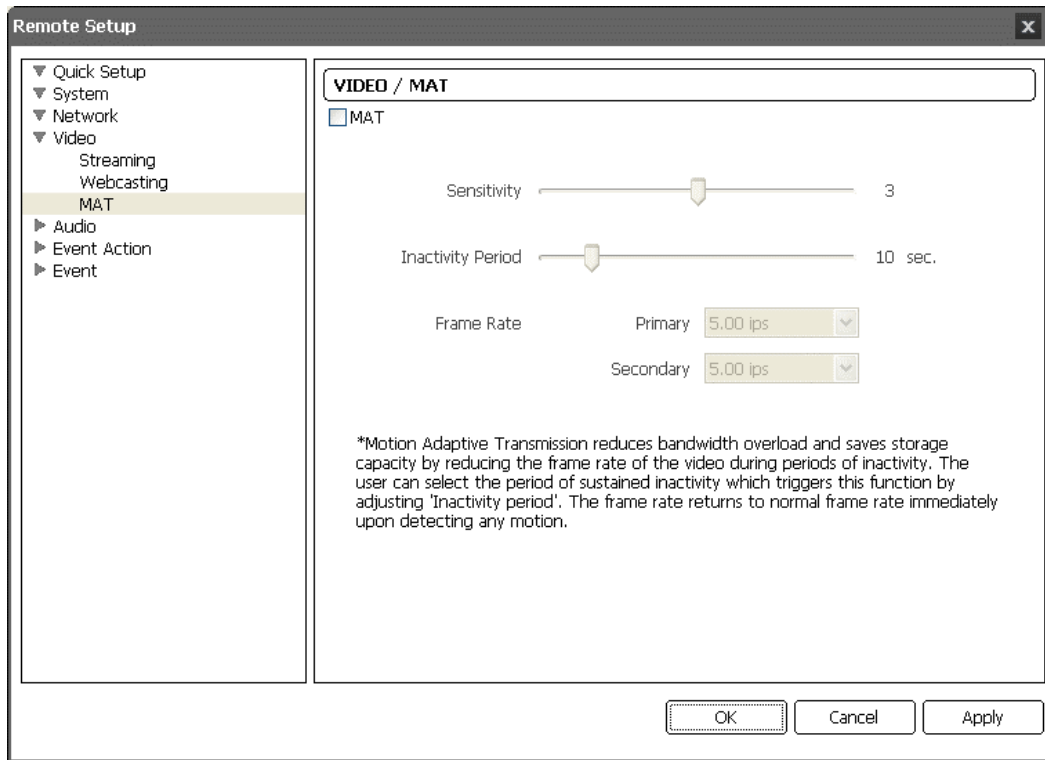 Remote Setup
x
Quick Setup
System
Network
Video
Streaming
Webcasting
MAT
Audio
Event Action
Event
VIDEO / MAT
MAT
Sensitivity 3
Inactivity Period 10 sec.
Frame Rate Primary 5.00 ips
Secondary 5.00 ips
*Motion Adaptive Transmission reduces bandwidth overload and saves storage
capacity by reducing the frame rate of the video during periods of inactivity. The
user can select the period of sustained inactivity which triggers this function by
adjusting 'Inactivity period'. The frame rate returns to normal frame rate immediately
upon detecting any motion.
OK Cancel Apply